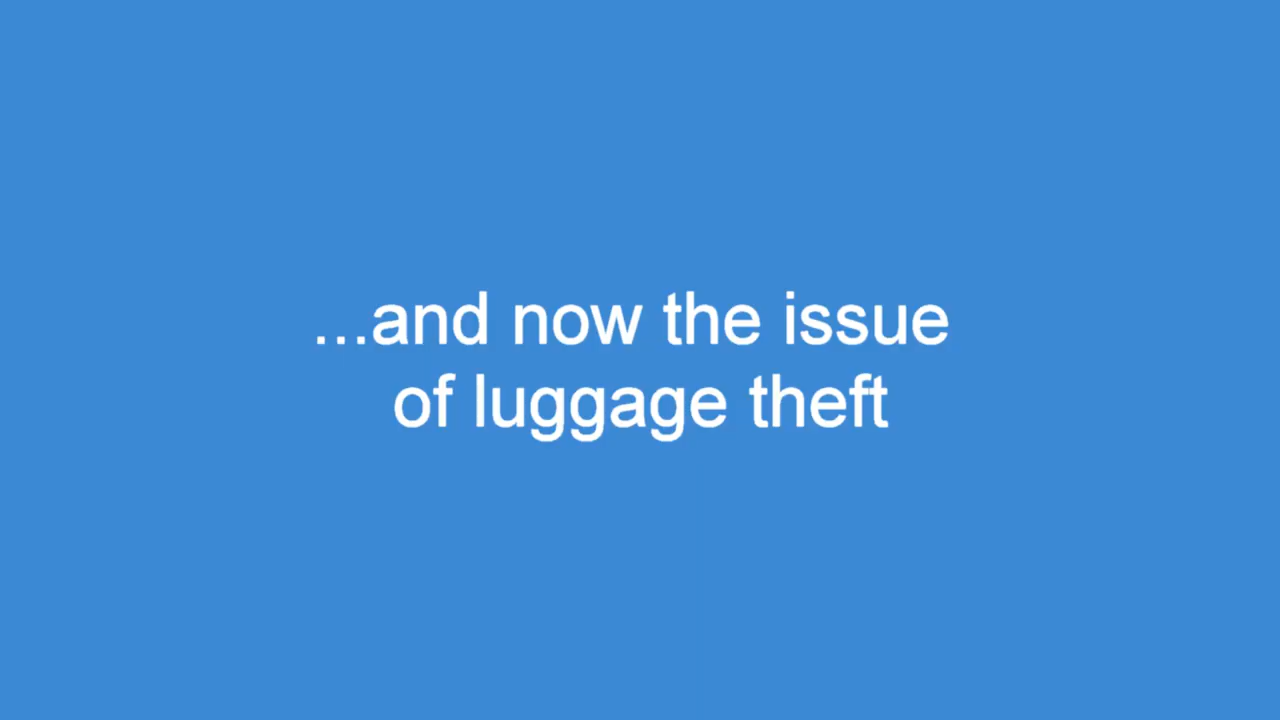 ...and now the issue
of luggage theft